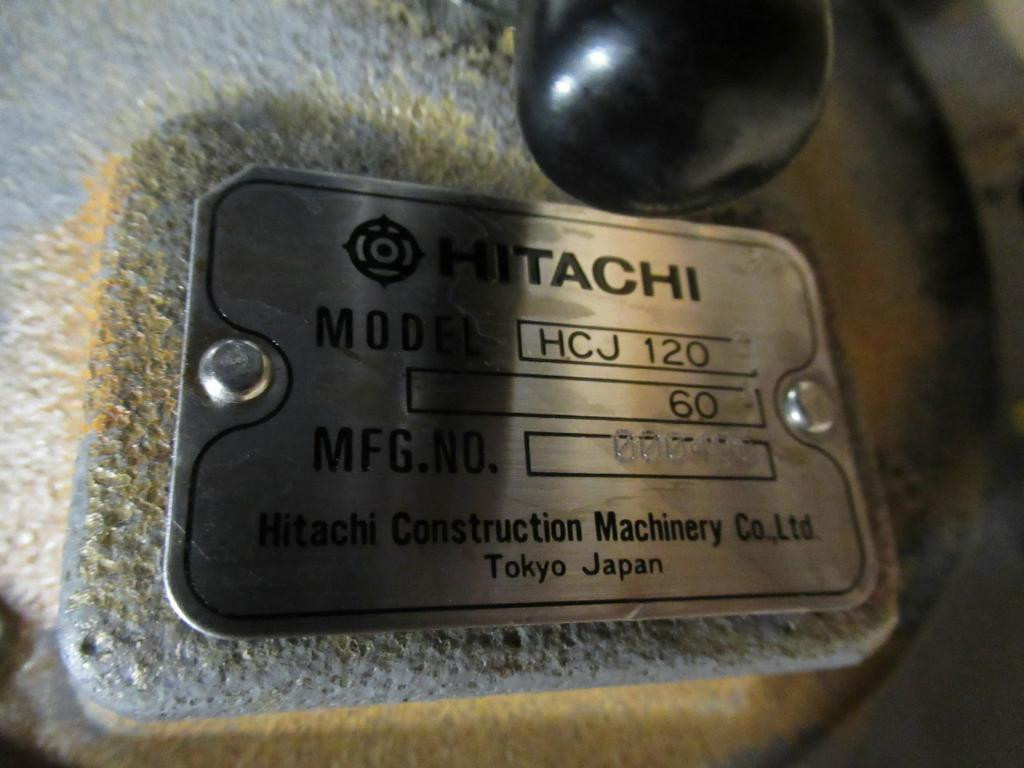 HITACHI
MODEL HCJ 120
60
MFG.NO.
Hitachi Construction Machinery Co.,Ltd.
Tokyo Japan